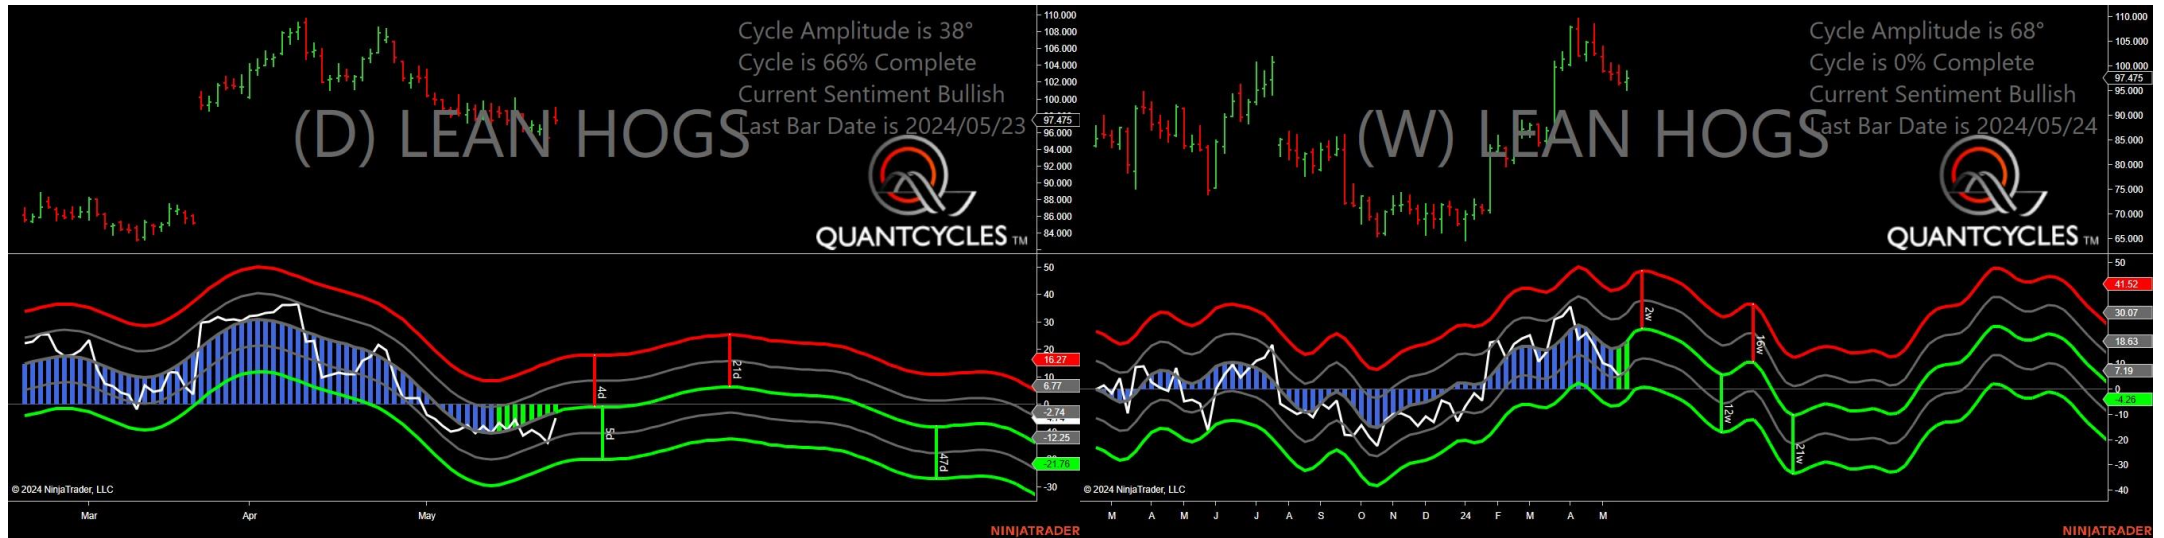 Cycle Amplitude is 38°
Cycle is 66% Complete
Current Sentiment Bullish
Last Bar Date is 2024/05/23
(D) LEAN HOGS
QUANTCYCLES TM
110.000
108.000
106.000
104.000
102.000
100.000
97.475
96.000
94.000
92.000
90.000
88.000
86.000
84.000
50
40
30
20
16.27
10
6.77
0
-2.74
-12.25
-21.76
-30
4d
5d
21d
47d
© 2024 NinjaTrader, LLC
Mar
Apr
May
NINJATRADER
Cycle Amplitude is 68°
Cycle is 0% Complete
Current Sentiment Bullish
Last Bar Date is 2024/05/24
(W) LEAN HOGS
QUANTCYCLES TM
110.000
105.000
100.000
97.475
95.000
90.000
85.000
80.000
75.000
70.000
65.000
50
41.52
30.07
18.63
10
7.19
0
-4.26
-10
-20
-30
-40
2w
12w
16w
21w
© 2024 NinjaTrader, LLC
M A M J J A S O N D 24 F M A M
NINJATRADER